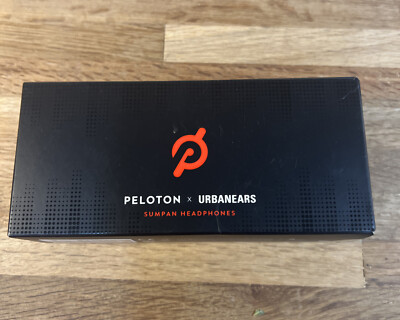 PELOTON x URBANEARS
SUMPAN HEADPHONES